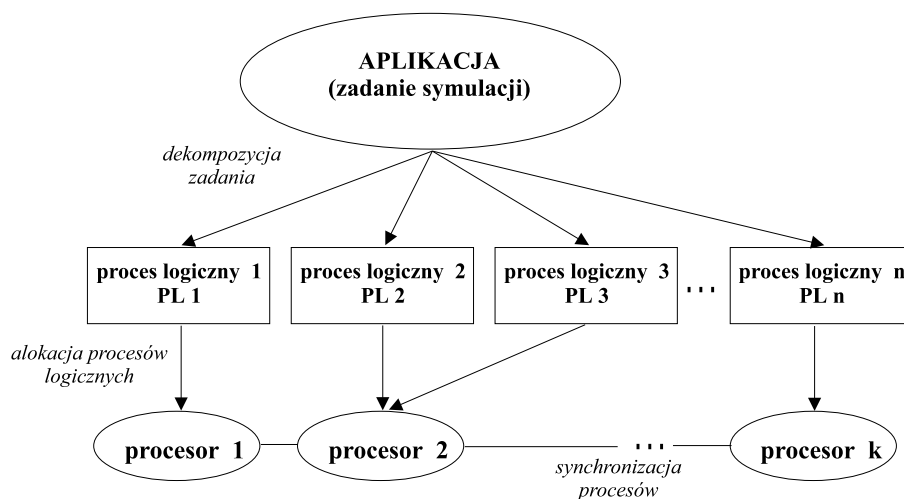 APLIKACJA
(zadanie symulacji)
dekompozycja
zadania
proces logiczny 1
PL 1
proces logiczny 2
PL 2
proces logiczny 3
PL 3
...
proces logiczny n
PL n
alokacja procesów
logicznych
procesor 1
procesor 2
...
procesor k
synchronizacja
procesów